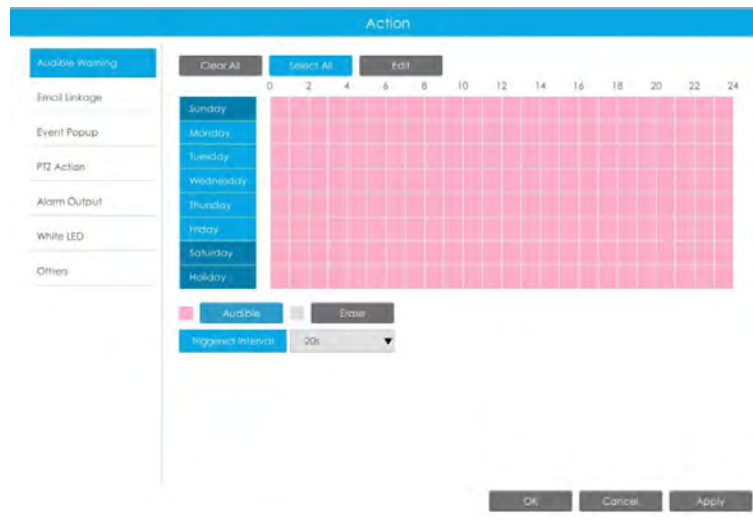 Action
Audible Warning
Email Linkage
Event Popup
PTZ Action
Alarm Output
White LED
Others
Clear All Select All Edit
0 2 4 6 8 10 12 14 16 18 20 22 24
Sunday
Monday
Tuesday
Wednesday
Thursday
Friday
Saturday
Holiday
Audible Erase
Triggered Interval 20s
OK Cancel Apply